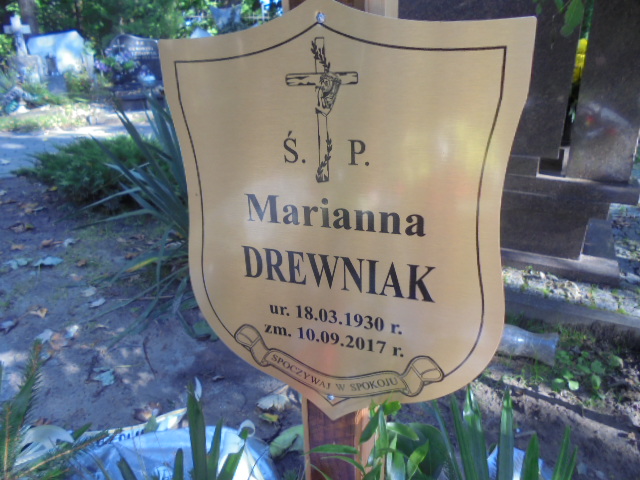 Ś. P.
Marianna
DREWNIAK
ur. 18.03.1930 r.
zm. 10.09.2017 r.
SPOCZYWAJ W SPOKOJU